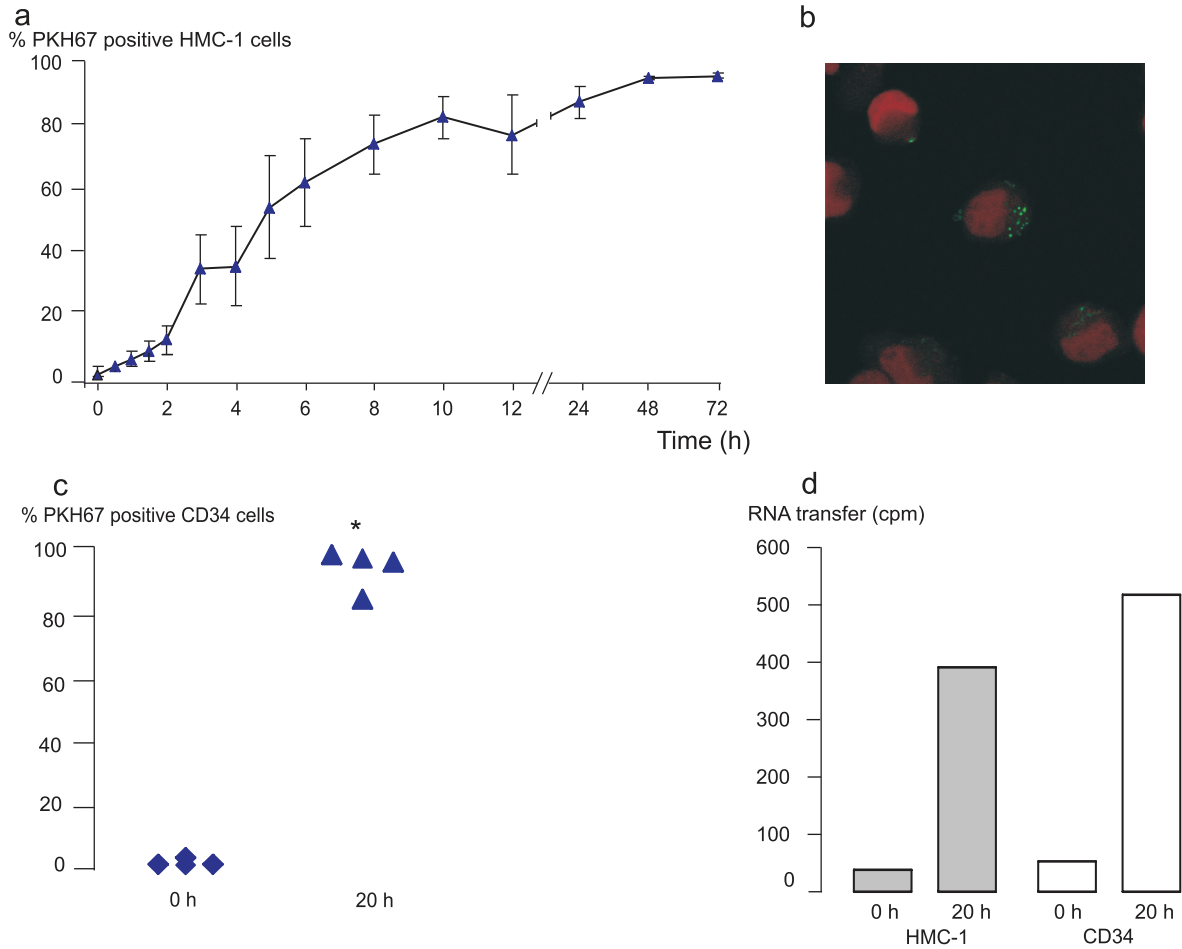 a
% PKH67 positive HMC-1 cells
100
80
60
40
20
0
0 2 4 6 8 10 12 24 48 72
Time (h)
b
c
% PKH67 positive CD34 cells
100
80
60
40
20
0
0 h 20 h
*
d
RNA transfer (cpm)
600
500
400
300
200
100
0
0 h 20 h 0 h 20 h
HMC-1 CD34